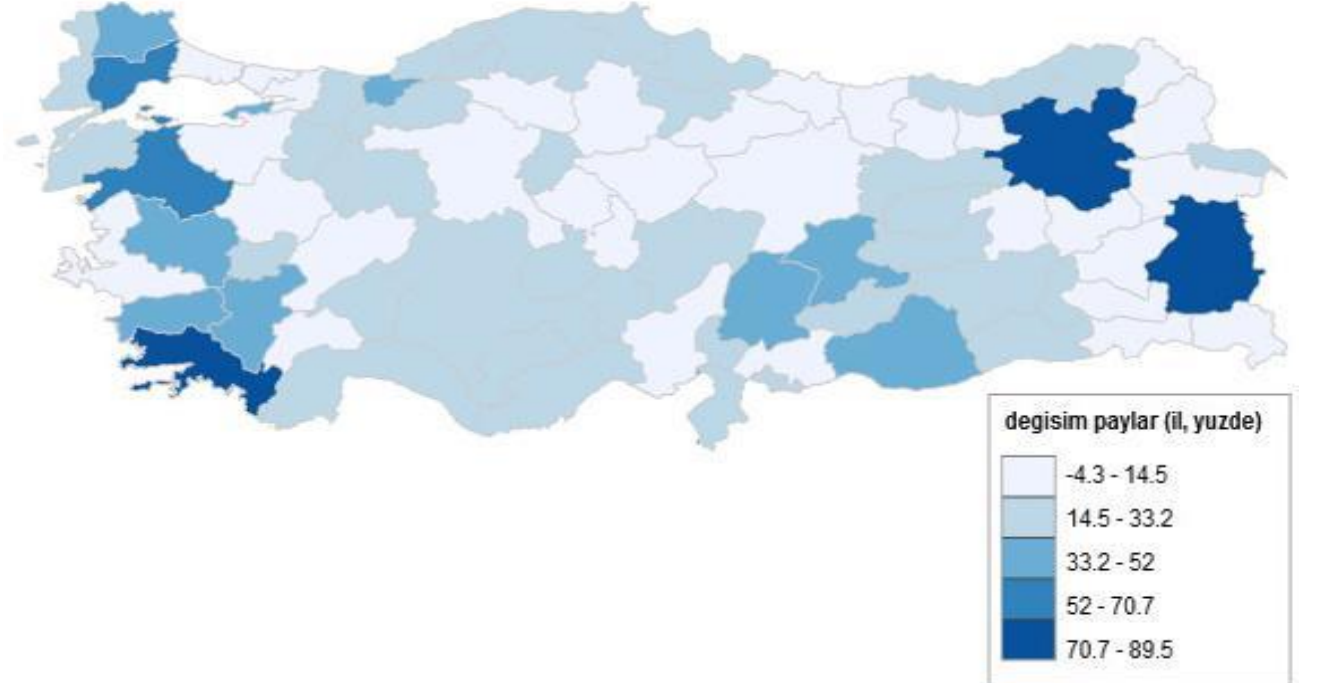 degisim paylar (il, yuzde)
-4.3 - 14.5
14.5 - 33.2
33.2 - 52
52 - 70.7
70.7 - 89.5